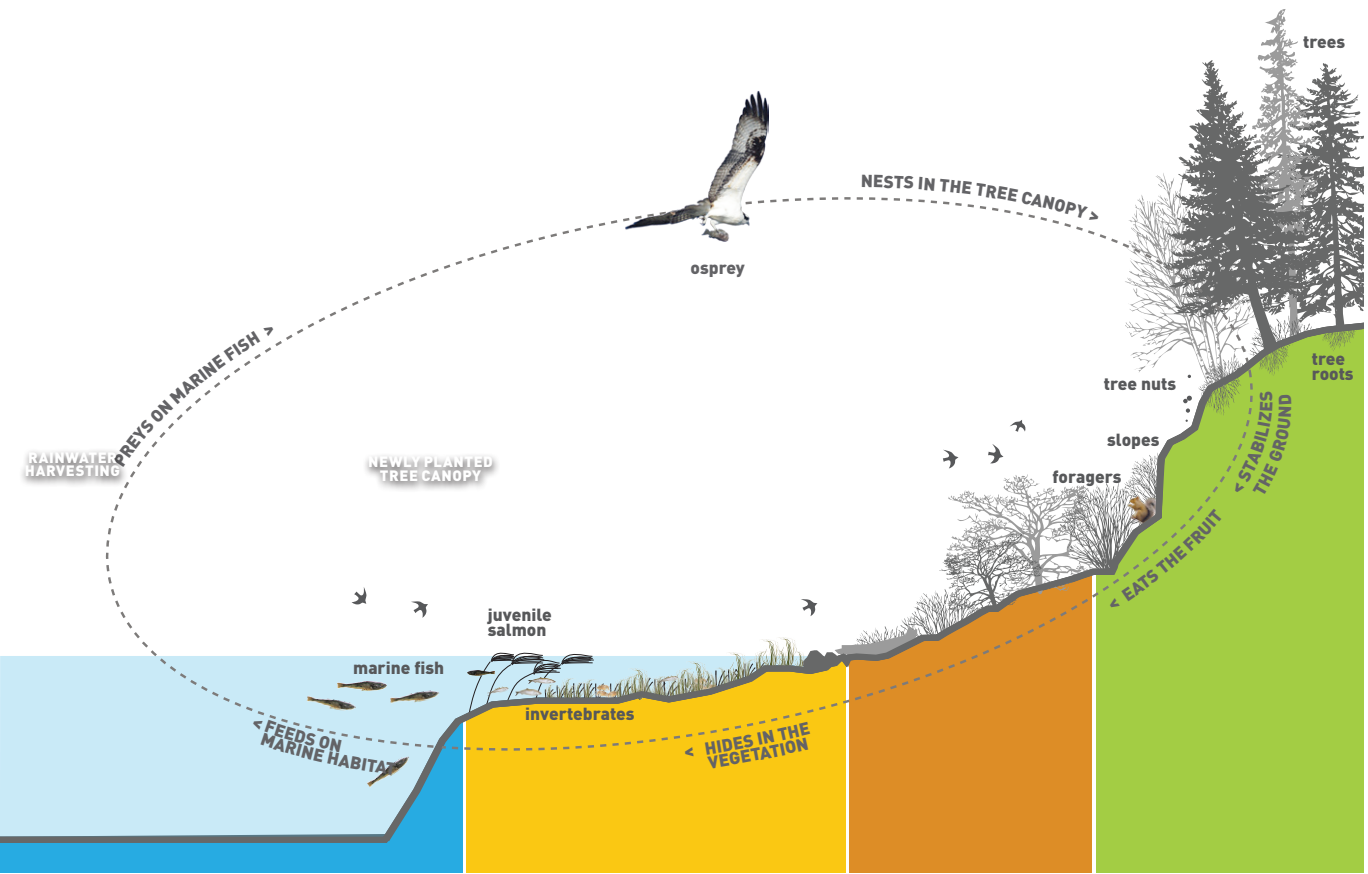 trees
NESTS IN THE TREE CANOPY >
osprey
PREYS ON MARINE FISH >
tree
roots
tree nuts
< STABILIZES
THE GROUND
slopes
RAINWATER
HARVESTING
NEWLY PLANTED
TREE CANOPY
foragers
< EATS THE FRUIT
juvenile
salmon
marine fish
invertebrates
< FEEDS ON
MARINE HABITAT
< HIDES IN THE
VEGETATION